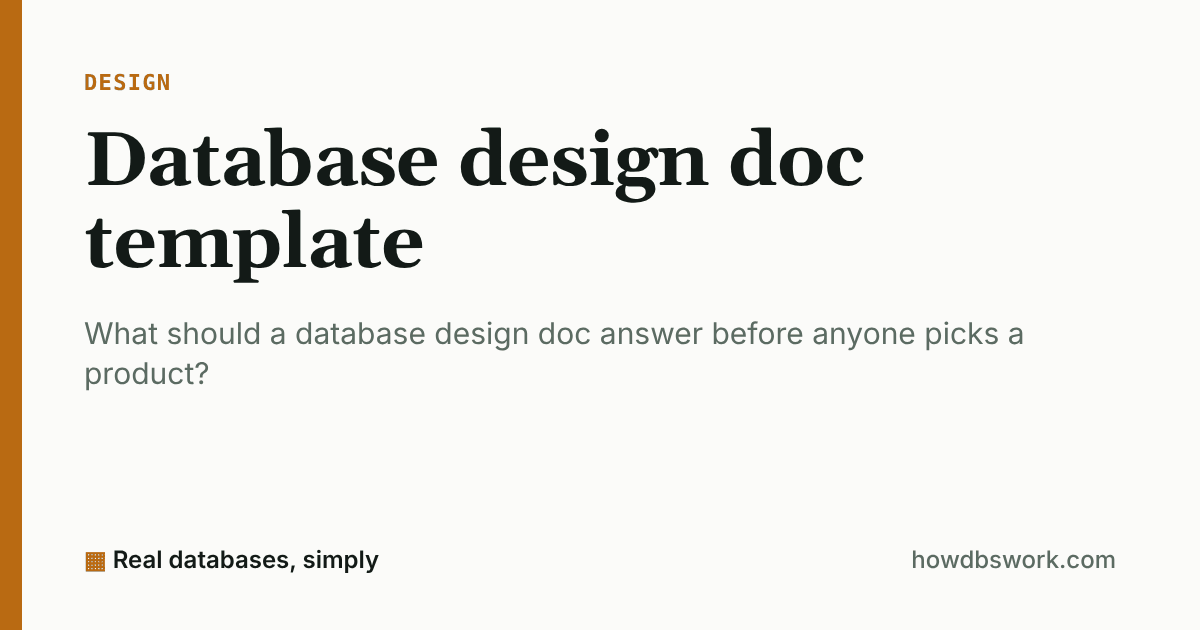 DESIGN
Database design doc
template
What should a database design doc answer before anyone picks a
product?
Real databases, simply
howdbswork.com